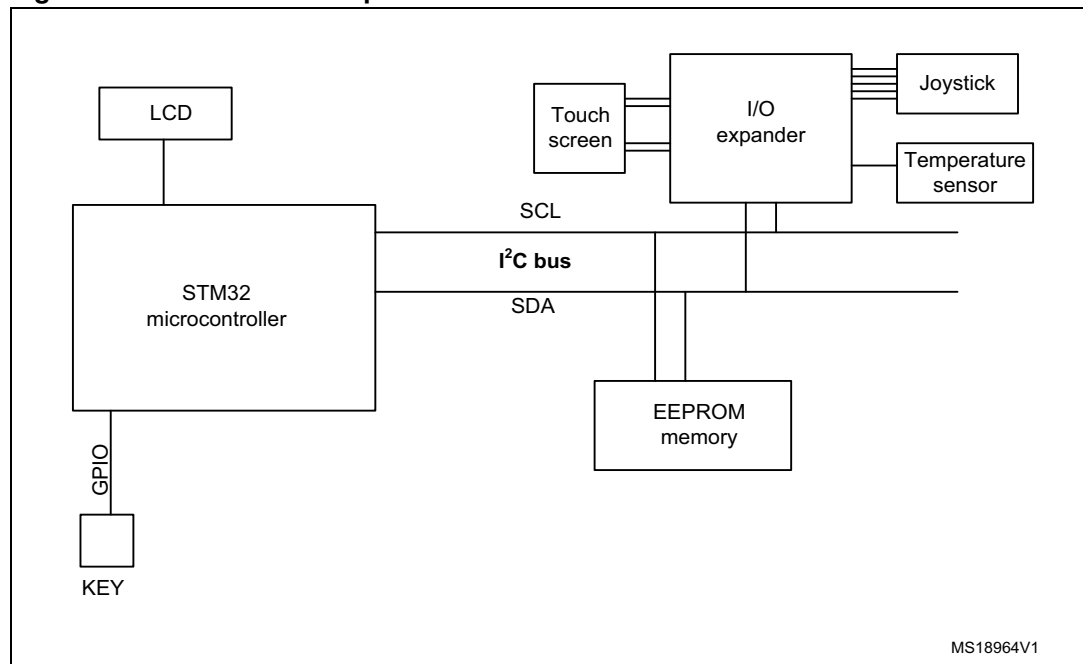 LCD
Touch
screen
I/O
expander
Joystick
Temperature
sensor
SCL
I²C bus
SDA
STM32
microcontroller
EEPROM
memory
GPIO
KEY
MS18964V1